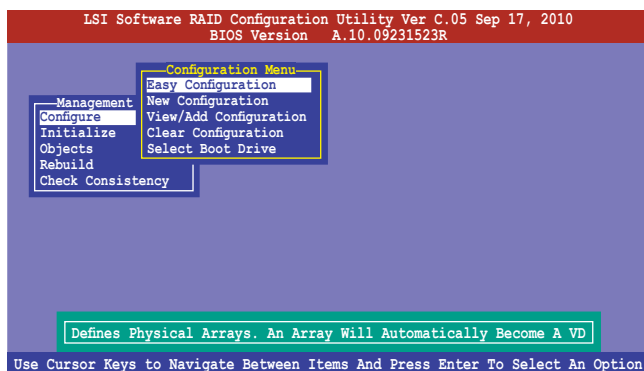 LSI Software RAID Configuration Utility Ver C.05 Sep 17, 2010
BIOS Version A.10.09231523R
Configuration Menu
Easy Configuration
New Configuration
View/Add Configuration
Clear Configuration
Select Boot Drive
Management
Configure
Initialize
Objects
Rebuild
Check Consistency
Defines Physical Arrays. An Array Will Automatically Become A VD
Use Cursor Keys to Navigate Between Items And Press Enter To Select An Option